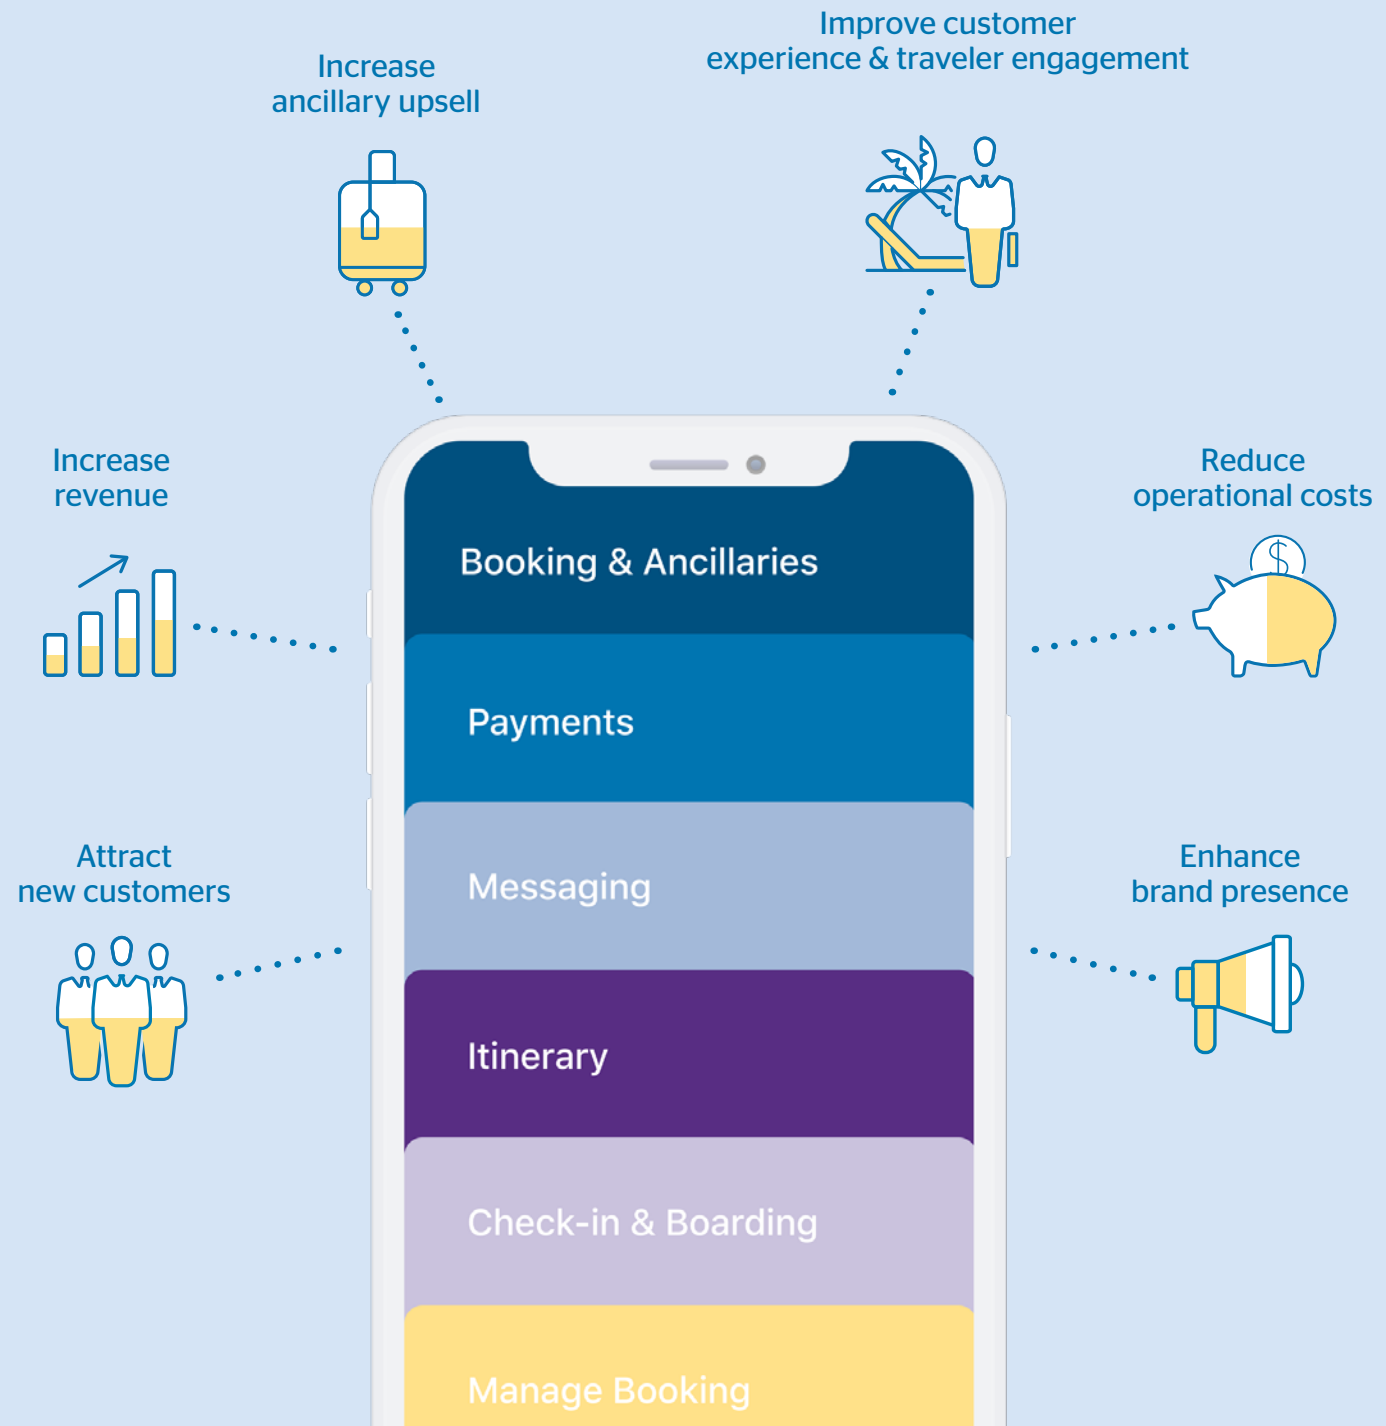 Improve customer
experience & traveler engagement
Increase
ancillary upsell
Increase
revenue
Reduce
operational costs
Attract
new customers
Enhance
brand presence
Booking & Ancillaries
Payments
Messaging
Itinerary
Check-in & Boarding
Manage Booking